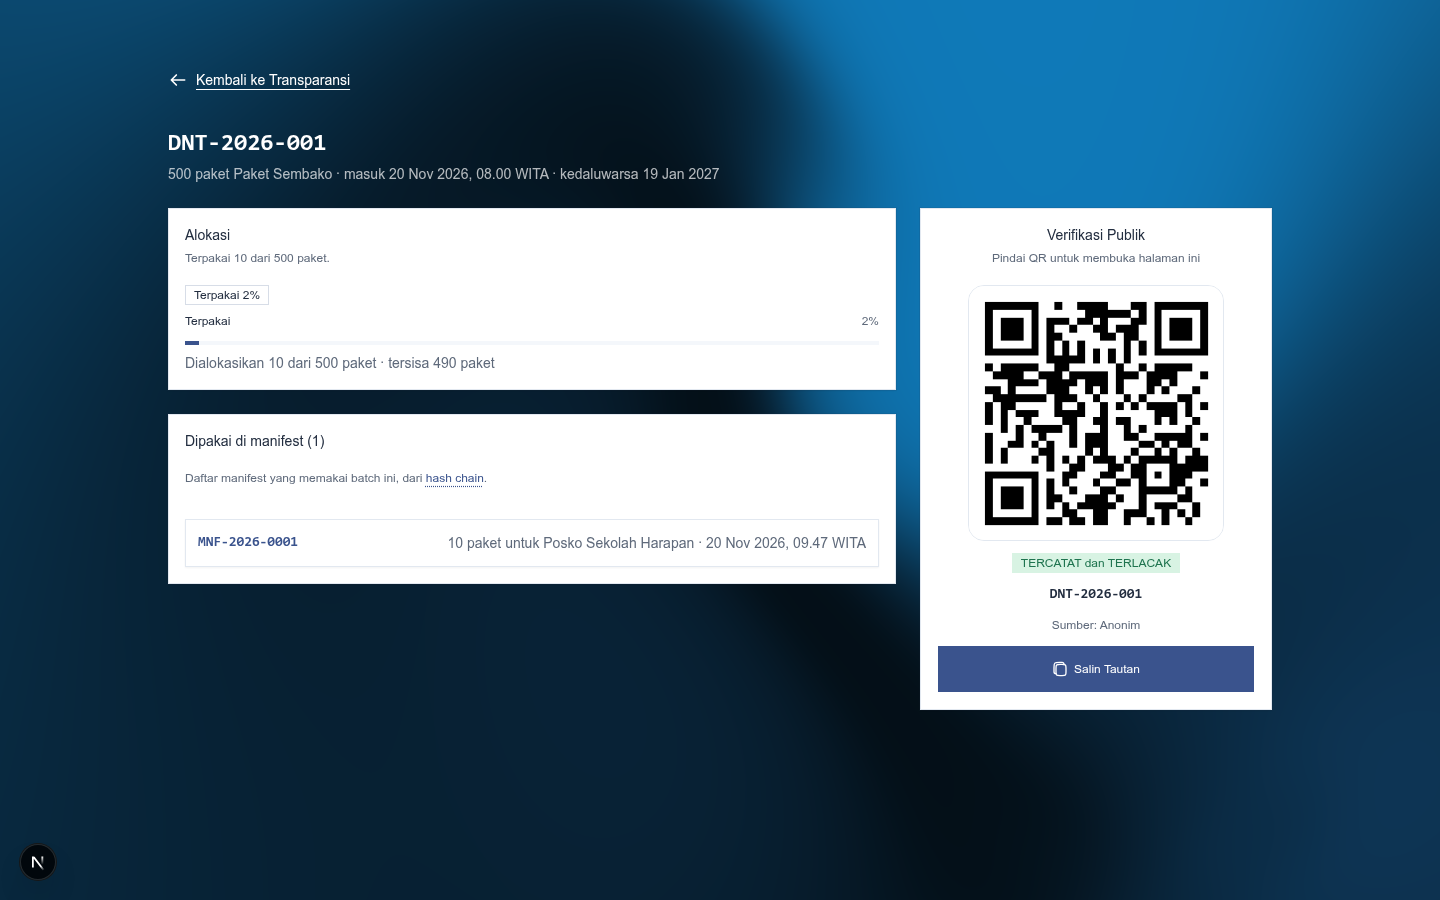 Kembali ke Transparansi
DNT-2026-001
500 paket Paket Sembako · masuk 20 Nov 2026, 08.00 WITA · kedaluwarsa 19 Jan 2027
Alokasi
Terpakai 10 dari 500 paket.
Terpakai 2%
Terpakai 2%
Dialokasikan 10 dari 500 paket · tersisa 490 paket
Dipakai di manifest (1)
Daftar manifest yang memakai batch ini, dari hash chain.
MNF-2026-0001 10 paket untuk Posko Sekolah Harapan · 20 Nov 2026, 09.47 WITA
Verifikasi Publik
Pindai QR untuk membuka halaman ini
TERCATAT dan TERLACAK
DNT-2026-001
Sumber: Anonim
Salin Tautan
N